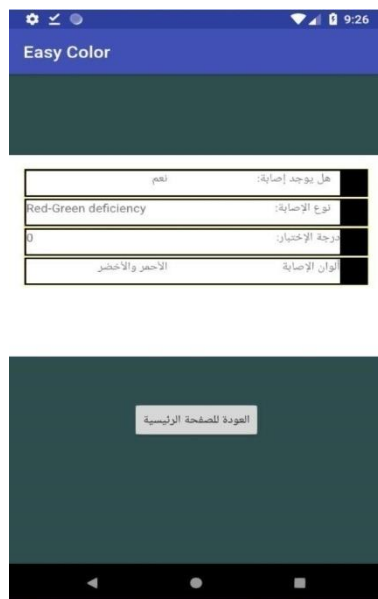 9:26
Easy Color
هل يوجد إصابة: نعم
نوع الإصابة: Red-Green deficiency
درجة الإختبار: 0
ألوان الإصابة الأحمر والأخضر
العودة للصفحة الرئيسية